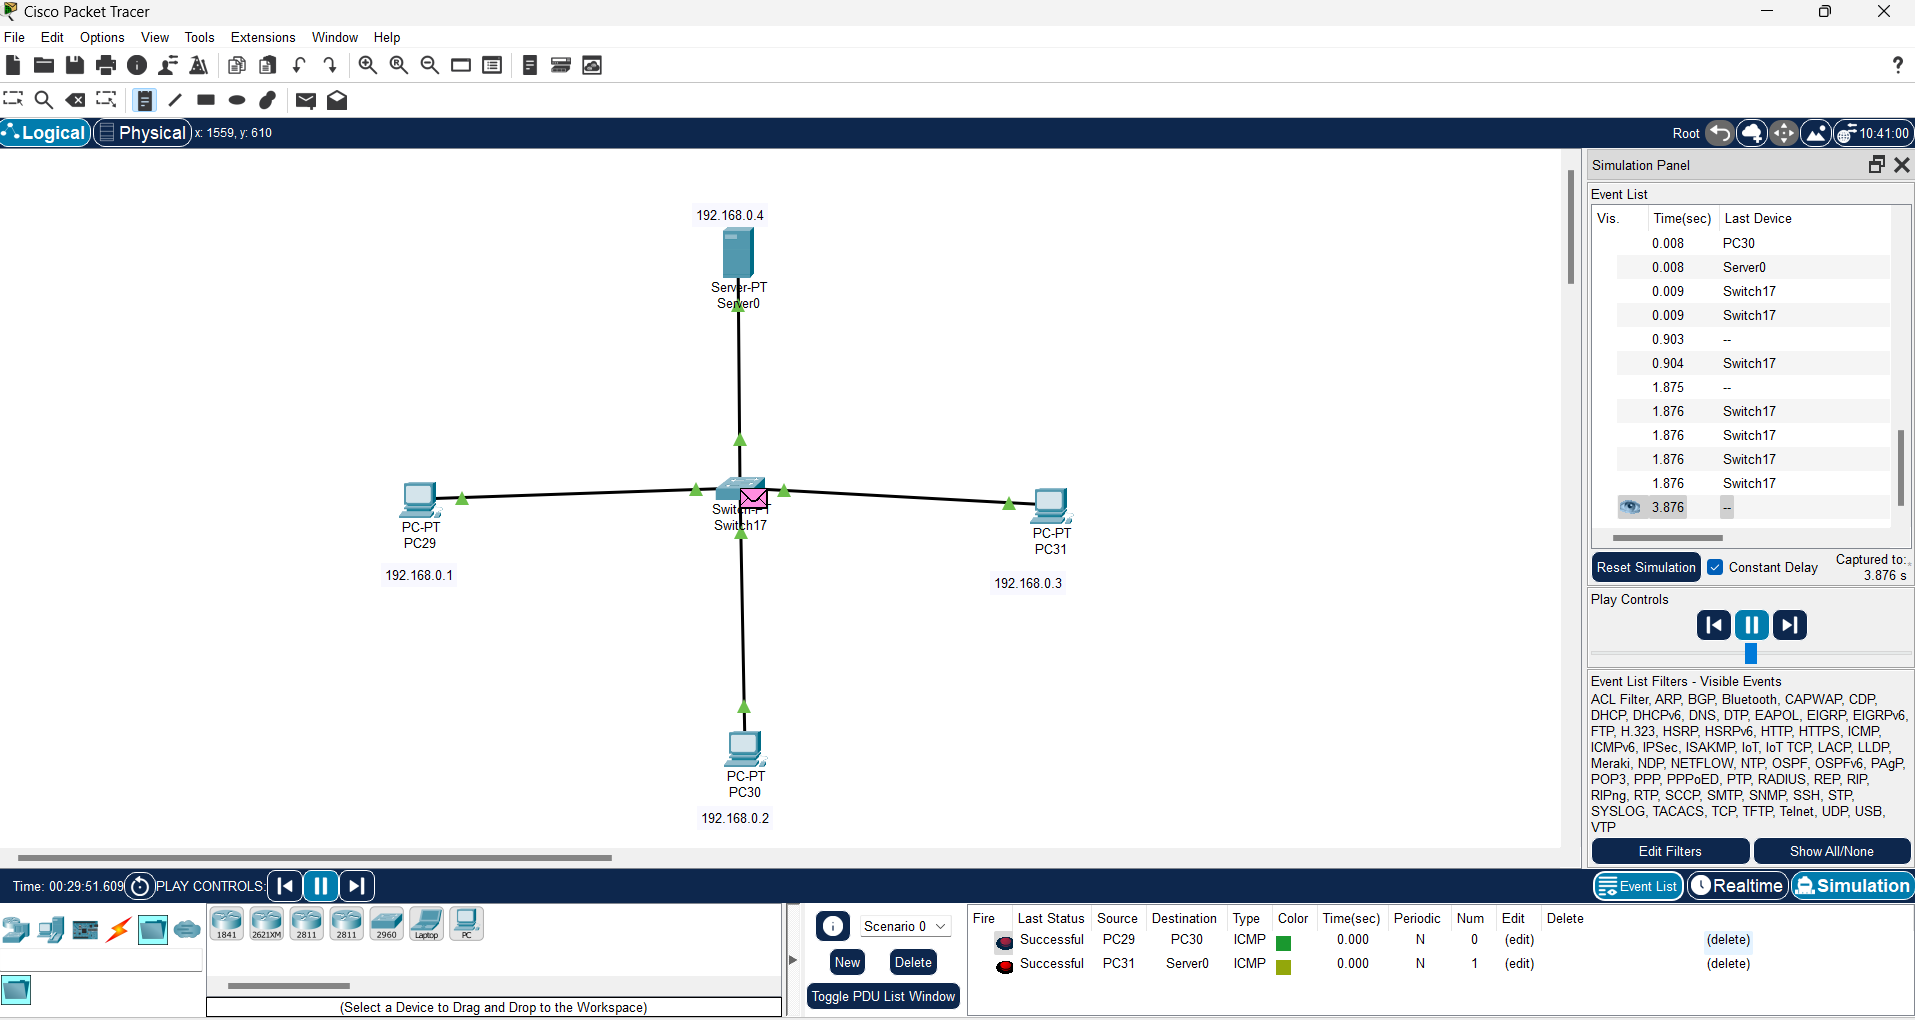 Cisco Packet Tracer
File Edit Options View Tools Extensions Window Help
?
Logical Physical x: 1559, y: 610 Root 10:41:00
192.168.0.4
Server-PT
Server0
Switch-PT
Switch17
PC-PT
PC29
192.168.0.1
PC-PT
PC31
192.168.0.3
PC-PT
PC30
192.168.0.2
Simulation Panel
Event List
Vis. Time(sec) Last Device
0.008 PC30
0.008 Server0
0.009 Switch17
0.009 Switch17
0.903 --
0.904 Switch17
1.875 --
1.876 Switch17
1.876 Switch17
1.876 Switch17
1.876 Switch17
3.876 --
Reset Simulation Constant Delay Captured to:
3.876 s
Play Controls
Event List Filters - Visible Events
ACL Filter, ARP, BGP, Bluetooth, CAPWAP, CDP,
DHCP, DHCPv6, DNS, DTP, EAPOL, EIGRP, EIGRPv6,
FTP, H.323, HSRP, HSRPv6, HTTP, HTTPS, ICMP,
ICMPv6, IPSec, ISAKMP, IoT, IoT TCP, LACP, LLDP,
Meraki, NDP, NETFLOW, NTP, OSPF, OSPFv6, PAgP,
POP3, PPP, PPPoED, PTP, RADIUS, REP, RIP,
RIPng, RTP, SCCP, SMTP, SNMP, SSH, STP,
SYSLOG, TACACS, TCP, TFTP, Telnet, UDP, USB,
VTP
Edit Filters Show All/None
Time: 00:29:51.609 PLAY CONTROLS: Event List Realtime Simulation
1841 2621XM 2811 2811 2960 Laptop PC
(Select a Device to Drag and Drop to the Workspace)
Scenario 0
New Delete
Toggle PDU List Window
Fire Last Status Source Destination Type Color Time(sec) Periodic Num Edit Delete
Successful PC29 PC30 ICMP 0.000 N 0 (edit) (delete)
Successful PC31 Server0 ICMP 0.000 N 1 (edit) (delete)